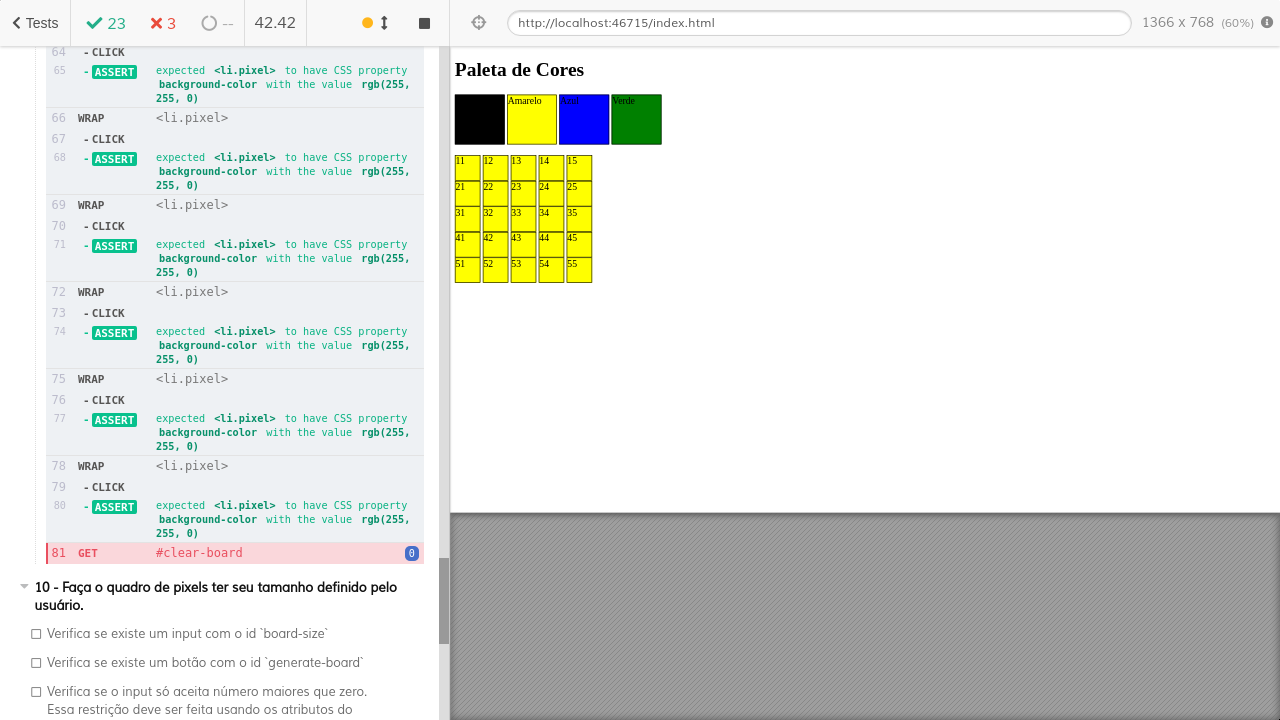 Tests
23
3
--
42.42
http://localhost:46715/index.html
1366 x 768 (60%)
64 - CLICK
65 - ASSERT expected <li.pixel> to have CSS property
background-color with the value rgb(255,
255, 0)
66 WRAP <li.pixel>
67 - CLICK
68 - ASSERT expected <li.pixel> to have CSS property
background-color with the value rgb(255,
255, 0)
69 WRAP <li.pixel>
70 - CLICK
71 - ASSERT expected <li.pixel> to have CSS property
background-color with the value rgb(255,
255, 0)
72 WRAP <li.pixel>
73 - CLICK
74 - ASSERT expected <li.pixel> to have CSS property
background-color with the value rgb(255,
255, 0)
75 WRAP <li.pixel>
76 - CLICK
77 - ASSERT expected <li.pixel> to have CSS property
background-color with the value rgb(255,
255, 0)
78 WRAP <li.pixel>
79 - CLICK
80 - ASSERT expected <li.pixel> to have CSS property
background-color with the value rgb(255,
255, 0)
81 GET #clear-board 0
10 - Faça o quadro de pixels ter seu tamanho definido pelo
usuário.
Verifica se existe um input com o id `board-size`
Verifica se existe um botão com o id `generate-board`
Verifica se o input só aceita número maiores que zero.
Essa restrição deve ser feita usando os atributos do
Paleta de Cores
Amarelo Azul Verde
11 12 13 14 15
21 22 23 24 25
31 32 33 34 35
41 42 43 44 45
51 52 53 54 55